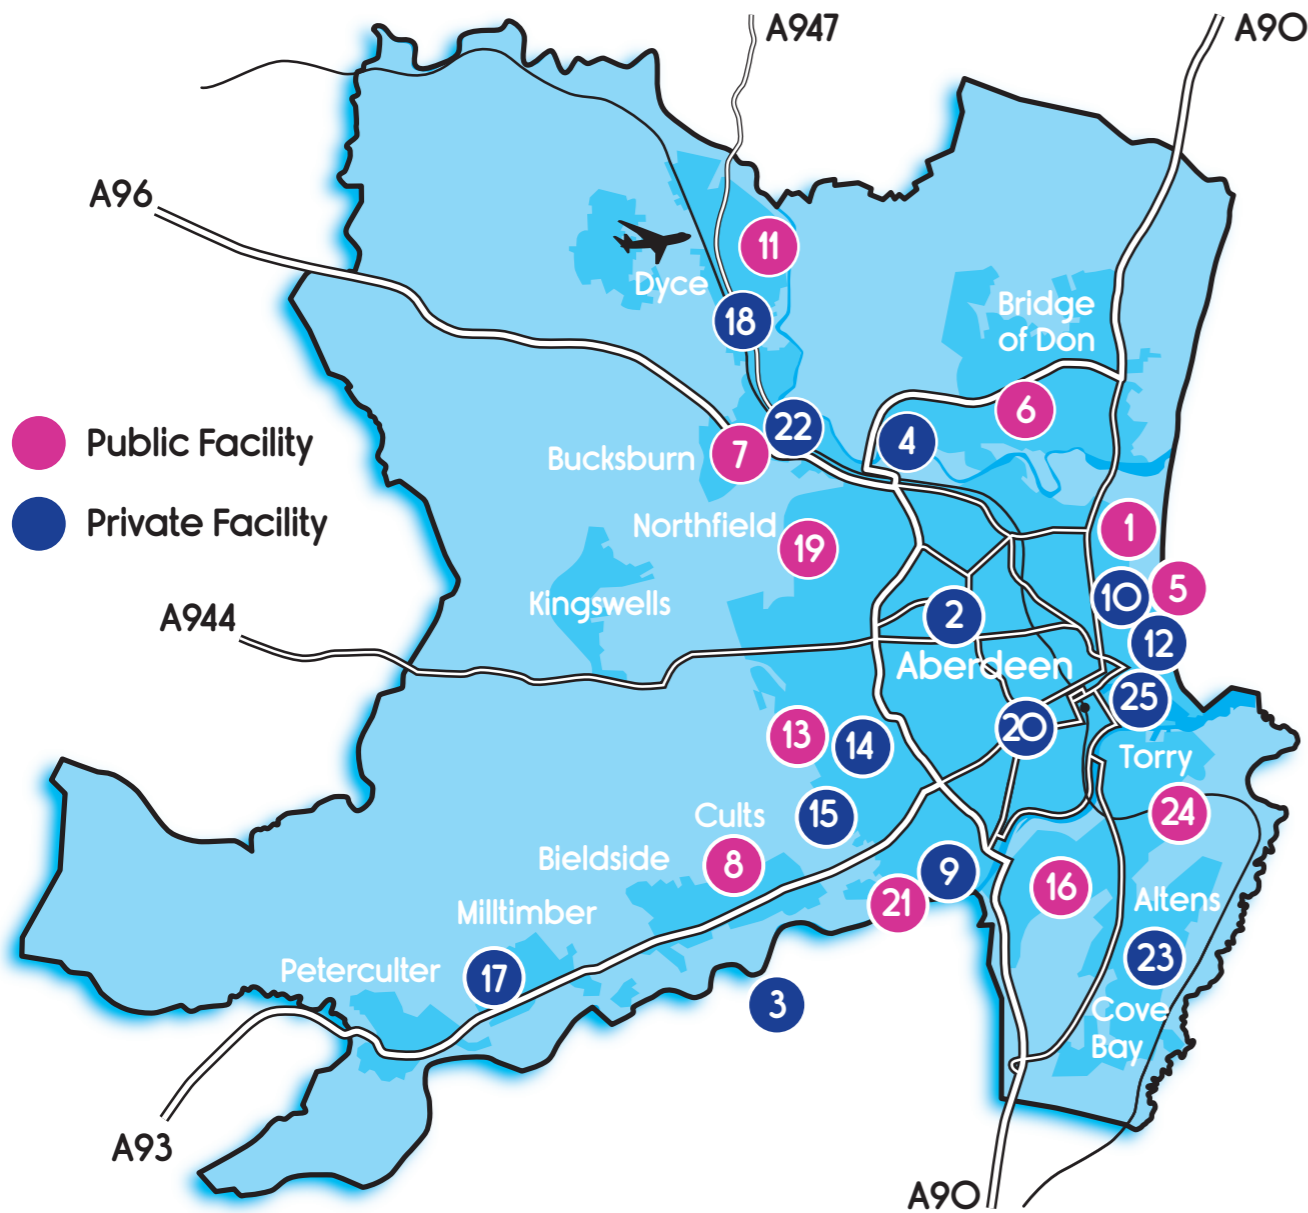 A947
A90
A96
11
Dyce
18
Bridge
of Don
6
22
4
Public Facility
7
Bucksburn
Private Facility
Northfield
1
19
5
10
Kingswells
2
A944
12
Aberdeen
25
13
14
20
Torry
15
24
Cults
Bieldside
8
9
16
21
Altens
Milltimber
23
Peterculter
17
3
Cove
Bay
A93
A90